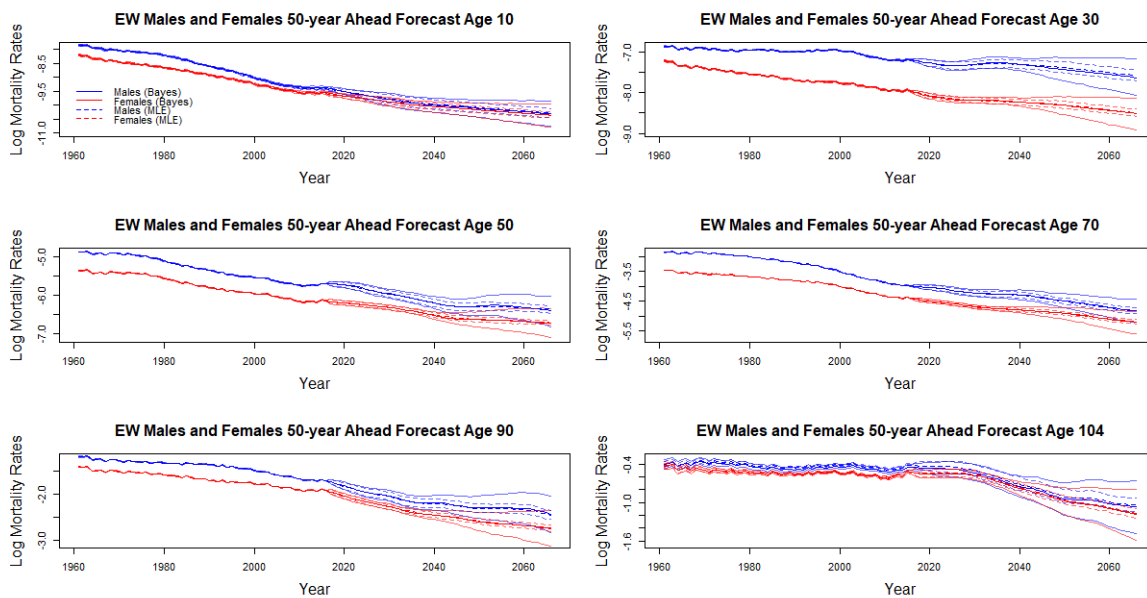 EW Males and Females 50-year Ahead Forecast Age 10
Log Mortality Rates
-8.5
-9.5
-11.0
Males (Bayes)
Females (Bayes)
Males (MLE)
Females (MLE)
1960 1980 2000 2020 2040 2060
Year
EW Males and Females 50-year Ahead Forecast Age 30
Log Mortality Rates
-7.0
-8.0
-9.0
1960 1980 2000 2020 2040 2060
Year
EW Males and Females 50-year Ahead Forecast Age 50
Log Mortality Rates
-5.0
-6.0
-7.0
1960 1980 2000 2020 2040 2060
Year
EW Males and Females 50-year Ahead Forecast Age 70
Log Mortality Rates
-3.5
-4.5
-5.5
1960 1980 2000 2020 2040 2060
Year
EW Males and Females 50-year Ahead Forecast Age 90
Log Mortality Rates
-2.0
-3.0
1960 1980 2000 2020 2040 2060
Year
EW Males and Females 50-year Ahead Forecast Age 104
Log Mortality Rates
-0.4
-1.0
-1.6
1960 1980 2000 2020 2040 2060
Year